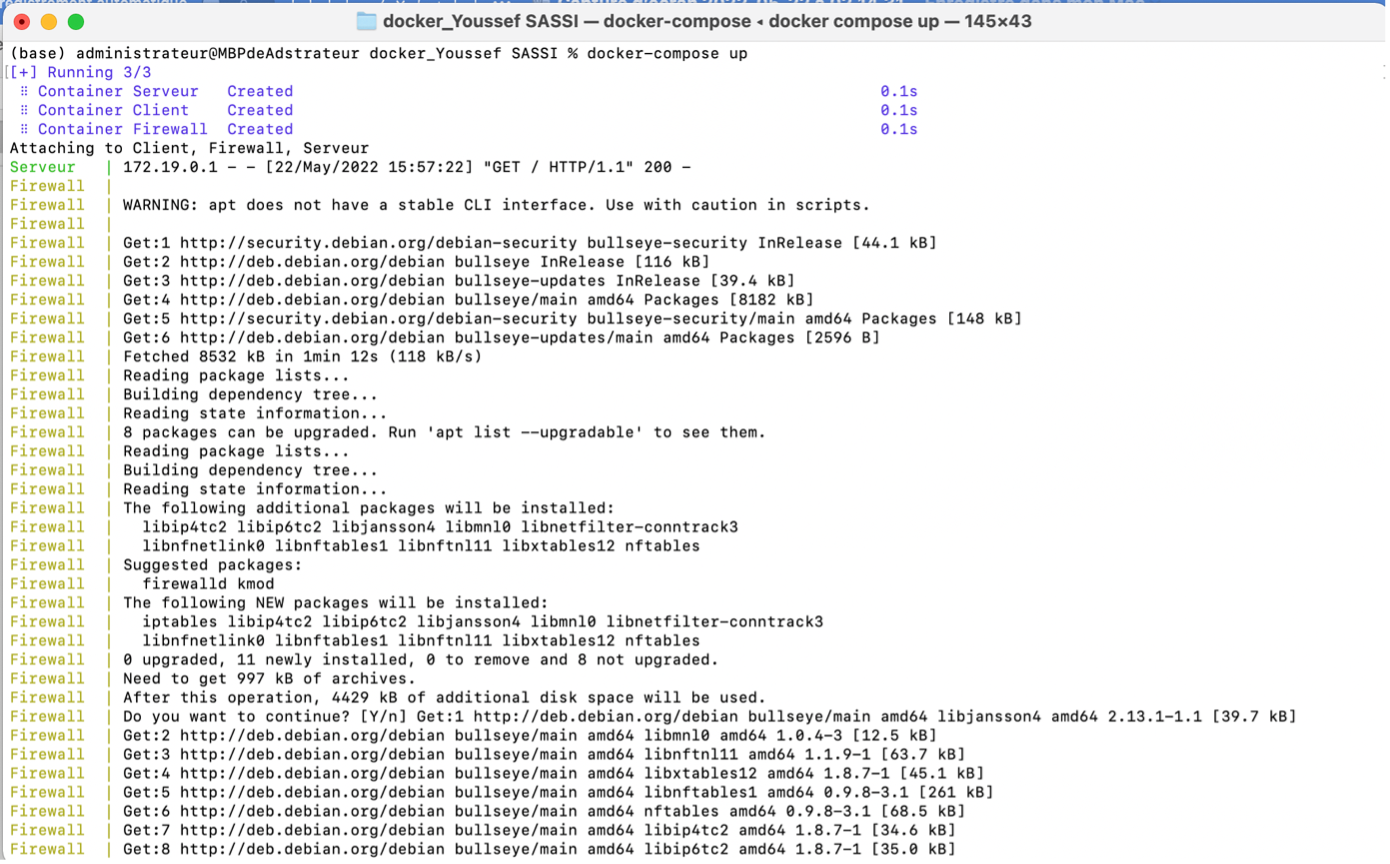 docker_Youssef SASSI — docker-compose ◂ docker compose up — 145×43
(base) administrateur@MBPdeAdstrateur docker_Youssef SASSI % docker-compose up
[+] Running 3/3
⠿ Container Serveur   Created                                                              0.1s
⠿ Container Client    Created                                                              0.1s
⠿ Container Firewall  Created                                                              0.1s
Attaching to Client, Firewall, Serveur
Serveur   | 172.19.0.1 - - [22/May/2022 15:57:22] "GET / HTTP/1.1" 200 -
Firewall  |
Firewall  | WARNING: apt does not have a stable CLI interface. Use with caution in scripts.
Firewall  |
Firewall  | Get:1 http://security.debian.org/debian-security bullseye-security InRelease [44.1 kB]
Firewall  | Get:2 http://deb.debian.org/debian bullseye InRelease [116 kB]
Firewall  | Get:3 http://deb.debian.org/debian bullseye-updates InRelease [39.4 kB]
Firewall  | Get:4 http://deb.debian.org/debian bullseye/main amd64 Packages [8182 kB]
Firewall  | Get:5 http://security.debian.org/debian-security bullseye-security/main amd64 Packages [148 kB]
Firewall  | Get:6 http://deb.debian.org/debian bullseye-updates/main amd64 Packages [2596 B]
Firewall  | Fetched 8532 kB in 1min 12s (118 kB/s)
Firewall  | Reading package lists...
Firewall  | Building dependency tree...
Firewall  | Reading state information...
Firewall  | 8 packages can be upgraded. Run 'apt list --upgradable' to see them.
Firewall  | Reading package lists...
Firewall  | Building dependency tree...
Firewall  | Reading state information...
Firewall  | The following additional packages will be installed:
Firewall  |   libip4tc2 libip6tc2 libjansson4 libmnl0 libnetfilter-conntrack3
Firewall  |   libnfnetlink0 libnftables1 libnftnl11 libxtables12 nftables
Firewall  | Suggested packages:
Firewall  |   firewalld kmod
Firewall  | The following NEW packages will be installed:
Firewall  |   iptables libip4tc2 libip6tc2 libjansson4 libmnl0 libnetfilter-conntrack3
Firewall  |   libnfnetlink0 libnftables1 libnftnl11 libxtables12 nftables
Firewall  | 0 upgraded, 11 newly installed, 0 to remove and 8 not upgraded.
Firewall  | Need to get 997 kB of archives.
Firewall  | After this operation, 4429 kB of additional disk space will be used.
Firewall  | Do you want to continue? [Y/n] Get:1 http://deb.debian.org/debian bullseye/main amd64 libjansson4 amd64 2.13.1-1.1 [39.7 kB]
Firewall  | Get:2 http://deb.debian.org/debian bullseye/main amd64 libmnl0 amd64 1.0.4-3 [12.5 kB]
Firewall  | Get:3 http://deb.debian.org/debian bullseye/main amd64 libnftnl11 amd64 1.1.9-1 [63.7 kB]
Firewall  | Get:4 http://deb.debian.org/debian bullseye/main amd64 libxtables12 amd64 1.8.7-1 [45.1 kB]
Firewall  | Get:5 http://deb.debian.org/debian bullseye/main amd64 libnftables1 amd64 0.9.8-3.1 [261 kB]
Firewall  | Get:6 http://deb.debian.org/debian bullseye/main amd64 nftables amd64 0.9.8-3.1 [68.5 kB]
Firewall  | Get:7 http://deb.debian.org/debian bullseye/main amd64 libip4tc2 amd64 1.8.7-1 [34.6 kB]
Firewall  | Get:8 http://deb.debian.org/debian bullseye/main amd64 libip6tc2 amd64 1.8.7-1 [35.0 kB]